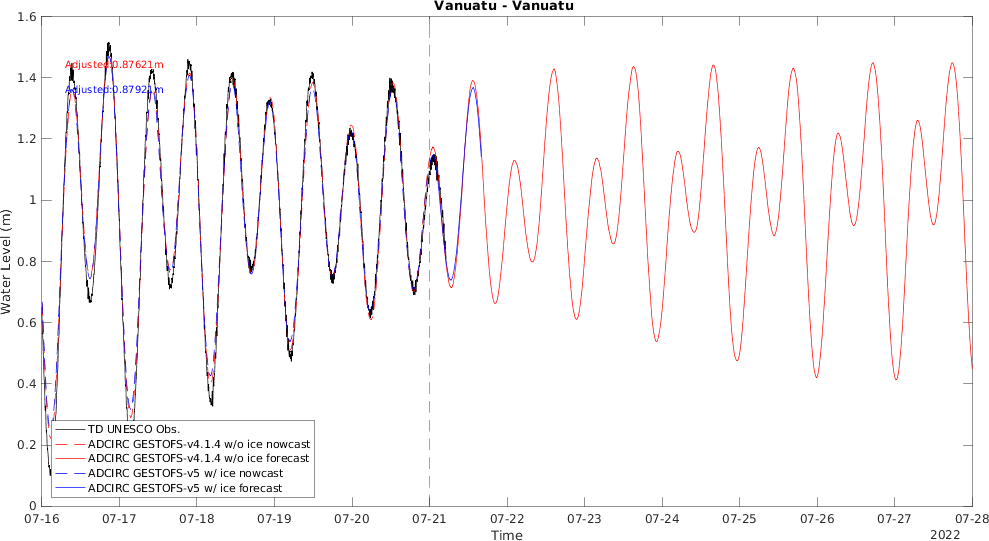 Vanuatu - Vanuatu
1.6
1.4
1.2
1
0.8
0.6
0.4
0.2
0
Water Level (m)
Adjusted:0.87621m
Adjusted:0.87921m
TD UNESCO Obs.
ADCIRC GESTOFS-v4.1.4 w/o ice nowcast
ADCIRC GESTOFS-v4.1.4 w/o ice forecast
ADCIRC GESTOFS-v5 w/ ice nowcast
ADCIRC GESTOFS-v5 w/ ice forecast
07-16 07-17 07-18 07-19 07-20 07-21 07-22 07-23 07-24 07-25 07-26 07-27 07-28
Time
2022